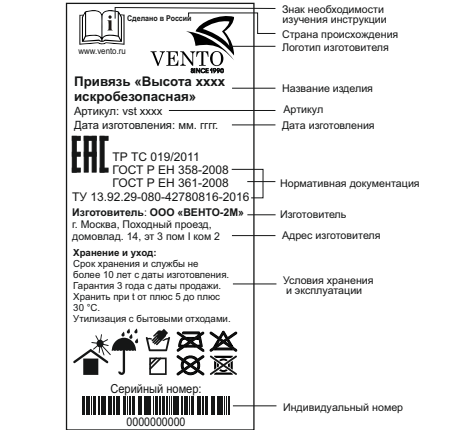 Знак необходимости
изучения инструкции
Сделано в России
Страна происхождения
www.vento.ru
Логотип изготовителя
VENTO
SINCE 1990
Привязь «Высота хххх
искробезопасная»
Название изделия
Артикул: vst xxxx
Артикул
Дата изготовления: мм. гггг.
Дата изготовления
ЕАС
ТР ТС 019/2011
ГОСТ Р ЕН 358-2008
ГОСТ Р ЕН 361-2008
Нормативная документация
ТУ 13.92.29-080-42780816-2016
Изготовитель: ООО «ВЕНТО-2М»
Изготовитель
г. Москва, Походный проезд,
домовлад. 14, эт 3 пом I ком 2
Адрес изготовителя
Хранение и уход:
Срок хранения и службы не
более 10 лет с даты изготовления.
Гарантия 3 года с даты продажи.
Хранить при t от плюс 5 до плюс
30 °С.
Утилизация с бытовыми отходами.
Условия хранения
и эксплуатации
Серийный номер:
Индивидуальный номер
0000000000